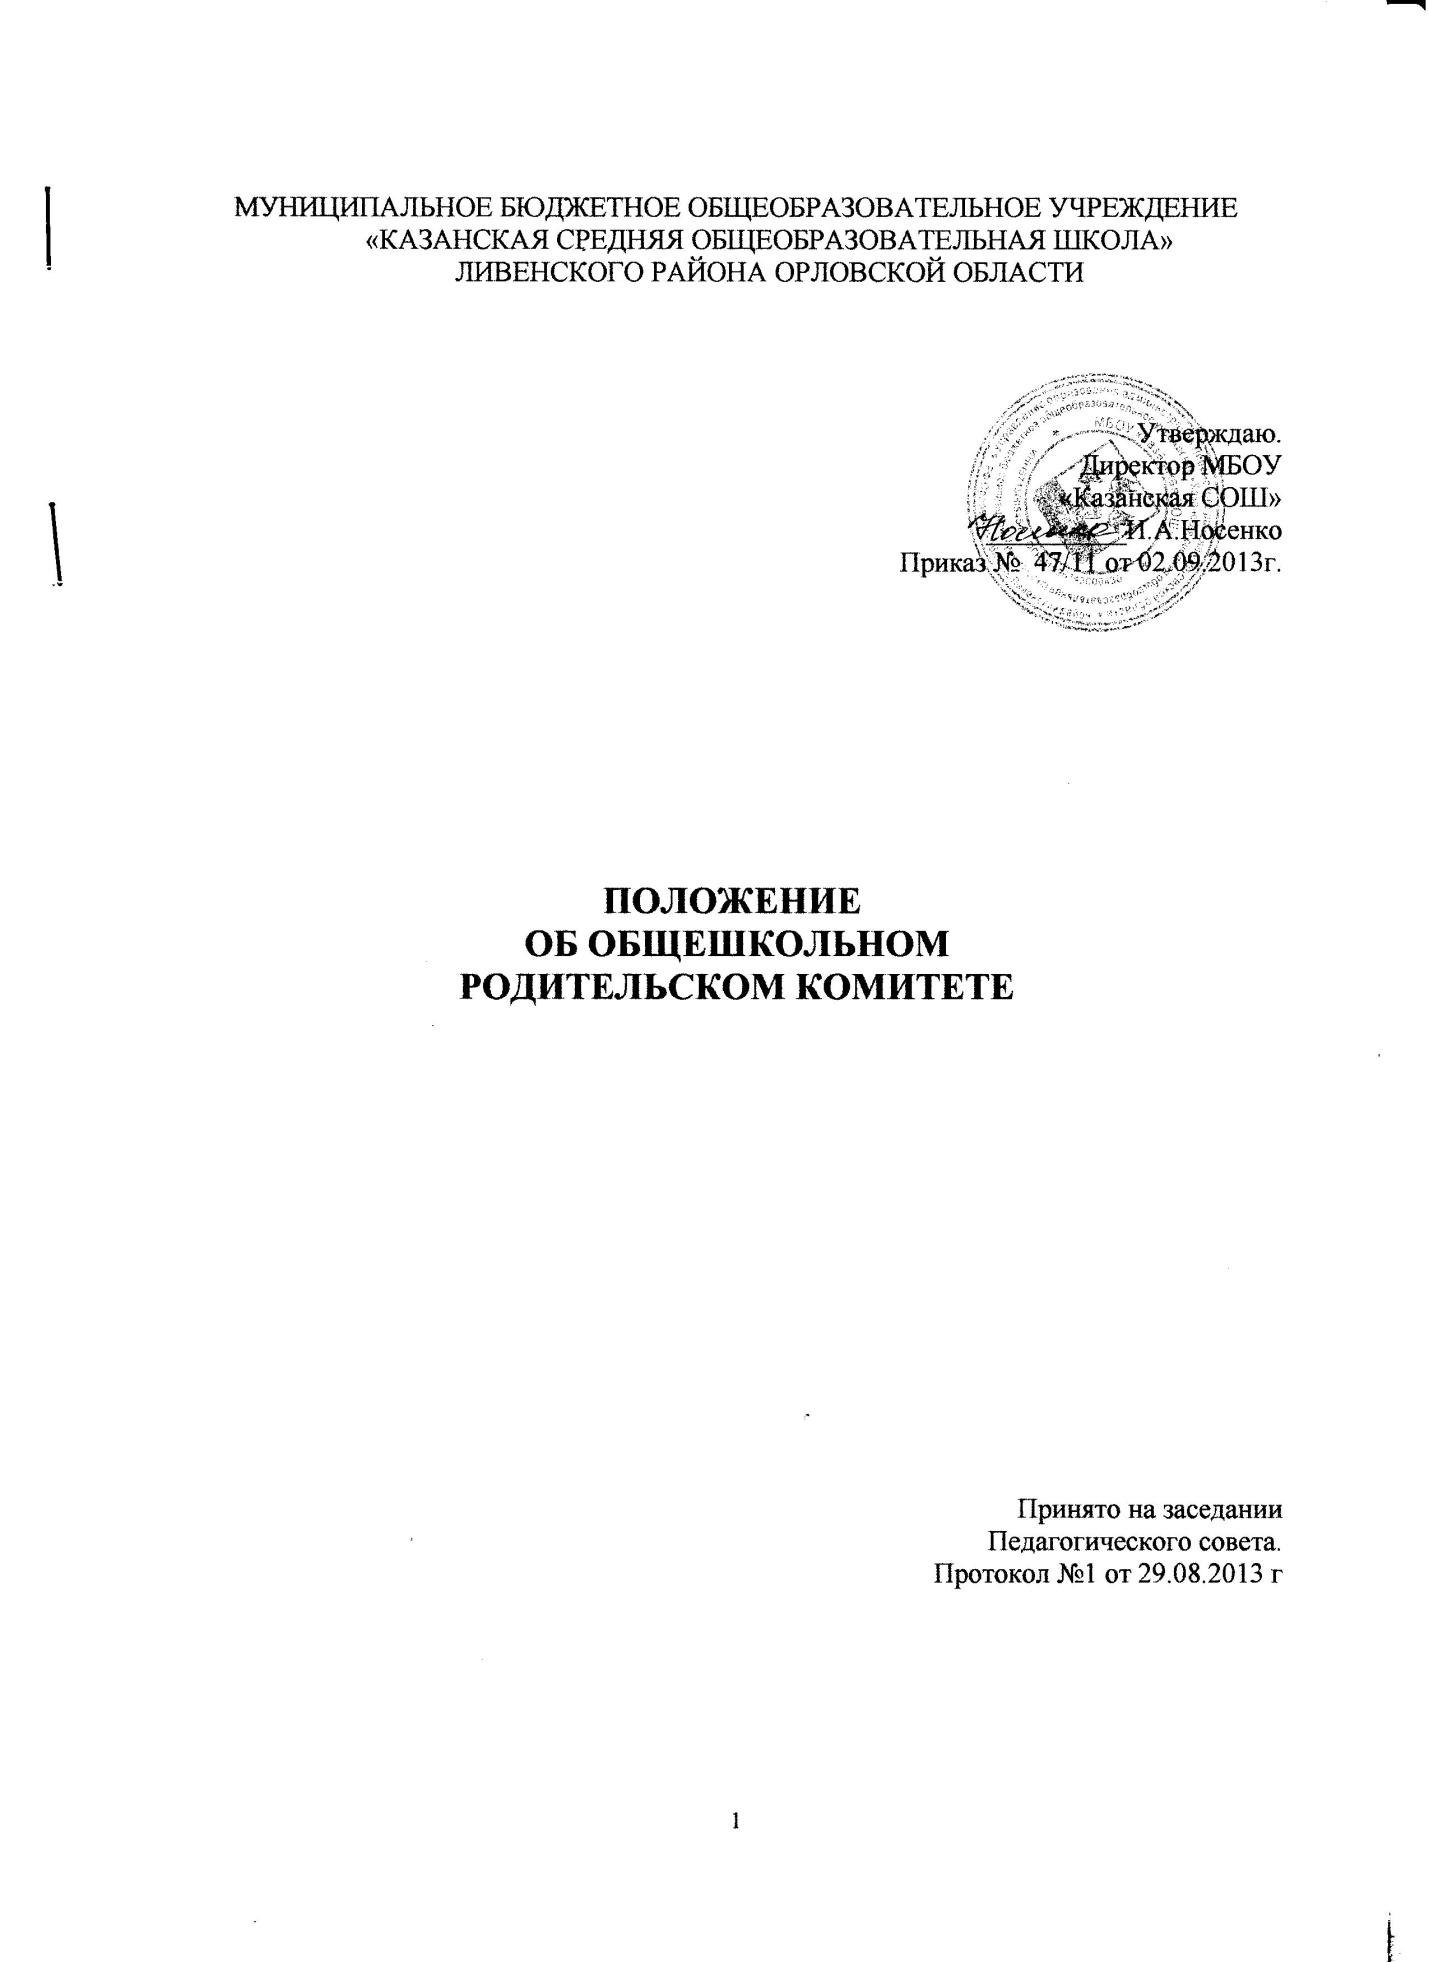 МУНИЦИПАЛЬНОЕ БЮДЖЕТНОЕ ОБЩЕОБРАЗОВАТЕЛЬНОЕ УЧРЕЖДЕНИЕ
«КАЗАНСКАЯ СРЕДНЯЯ ОБЩЕОБРАЗОВАТЕЛЬНАЯ ШКОЛА»
ЛИВЕНСКОГО РАЙОНА ОРЛОВСКОЙ ОБЛАСТИ
Утверждаю.
Директор МБОУ
«Казанская СОШ»
И.А.Носенко
Приказ № 47/11 от 02.09.2013г.
ПОЛОЖЕНИЕ
ОБ ОБЩЕШКОЛЬНОМ
РОДИТЕЛЬСКОМ КОМИТЕТЕ
Принято на заседании
Педагогического совета.
Протокол №1 от 29.08.2013 г
1